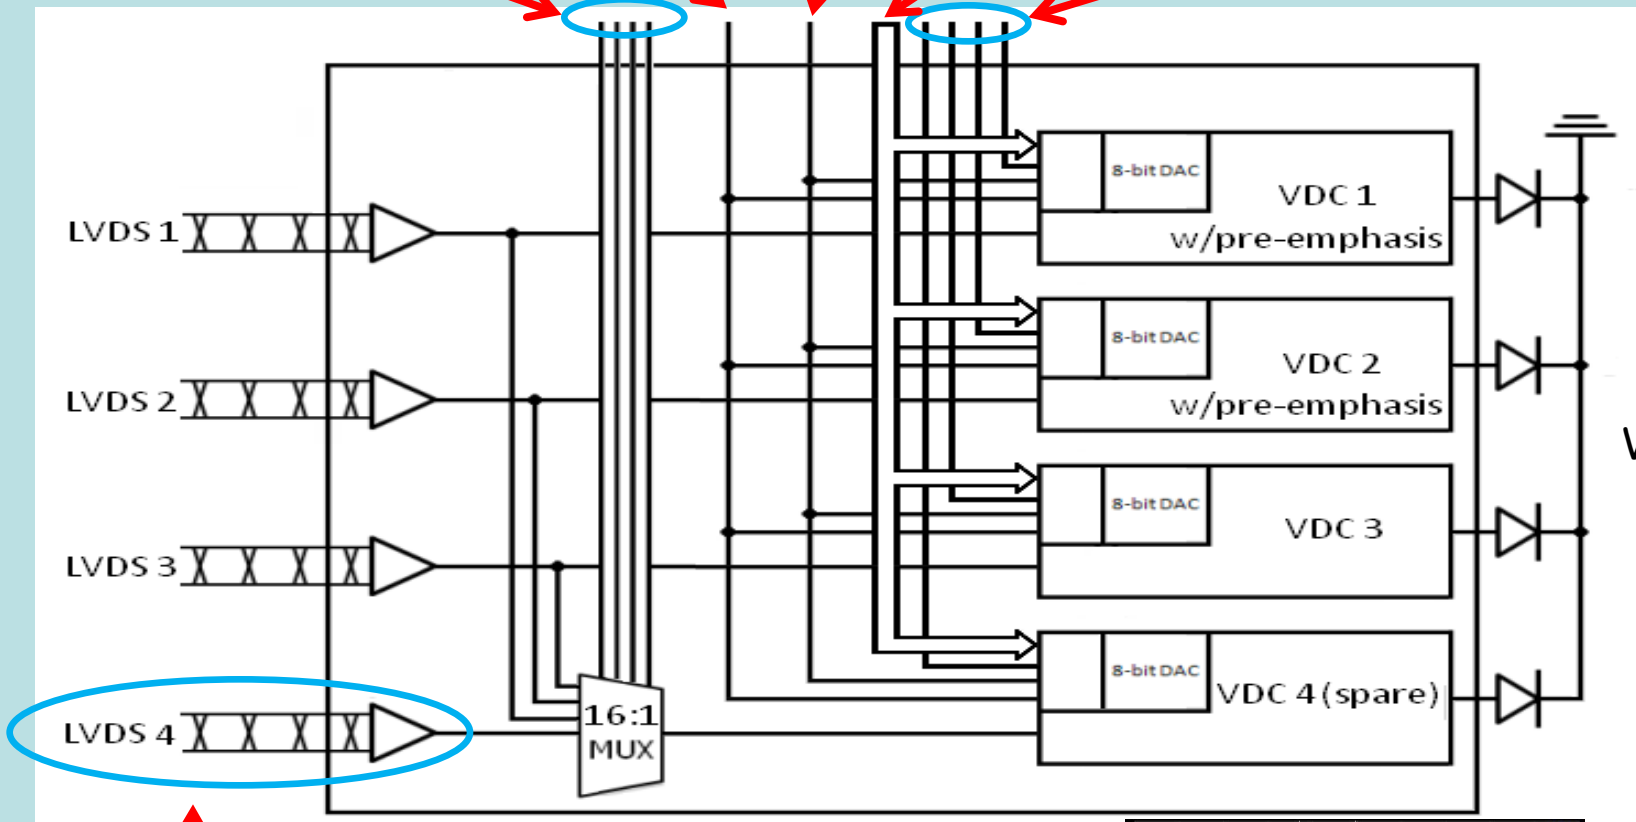 8-bit DAC
VDC 1
w/pre-emphasis
LVDS 1
8-bit DAC
VDC 2
w/pre-emphasis
LVDS 2
8-bit DAC
VDC 3
LVDS 3
8-bit DAC
VDC 4 (spare)
LVDS 4
16:1
MUX